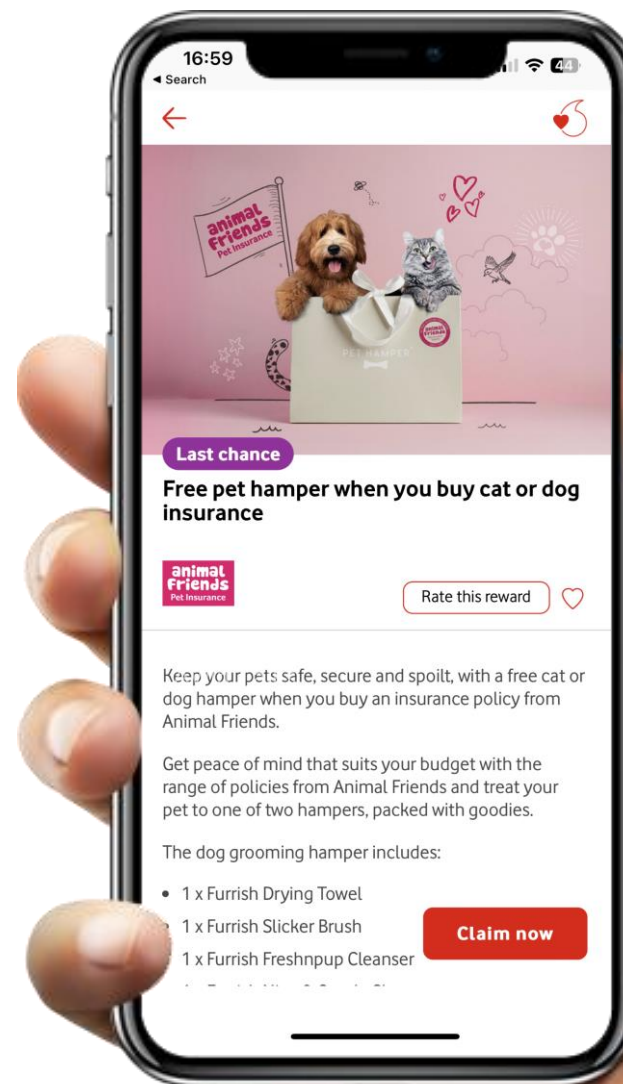 16:59
44
◀ Search
animal
Friends
Pet Insurance
PET HAMPER
animal
friends
Last chance
Free pet hamper when you buy cat or dog
insurance
animal
Friends
Pet Insurance
Rate this reward
Keep your pets safe, secure and spoilt, with a free cat or
dog hamper when you buy an insurance policy from
Animal Friends.
Get peace of mind that suits your budget with the
range of policies from Animal Friends and treat your
pet to one of two hampers, packed with goodies.
The dog grooming hamper includes:
• 1 x Furrish Drying Towel
1 x Furrish Slicker Brush
1 x Furrish Freshnpup Cleanser
Claim now